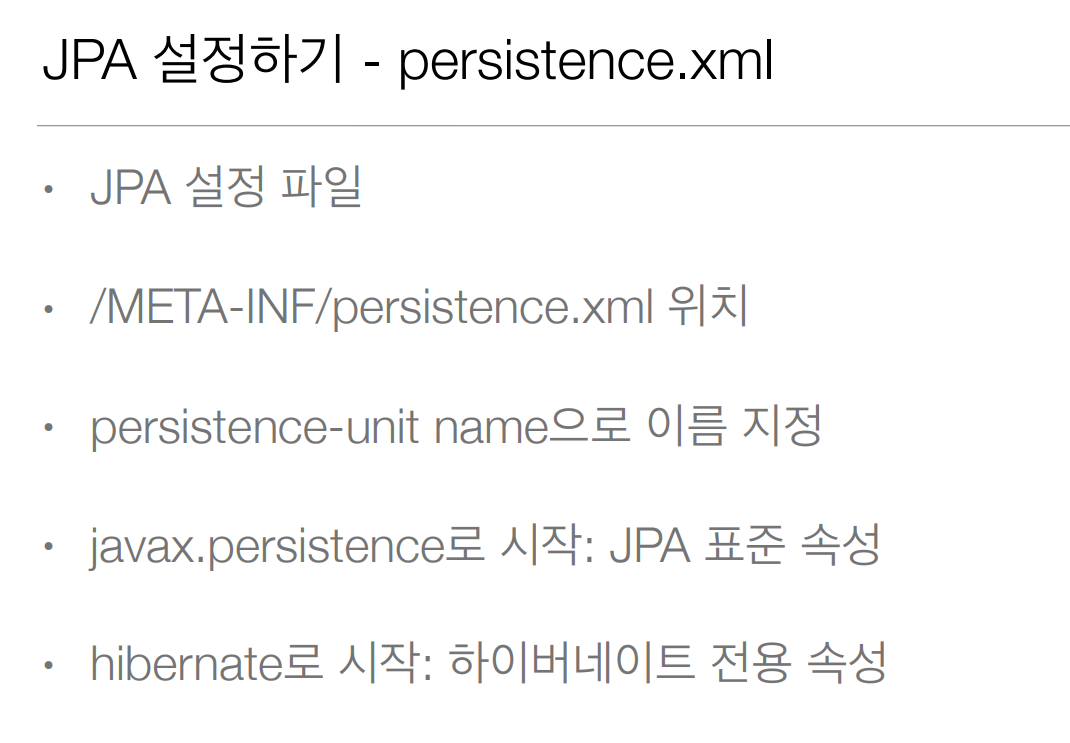 JPA 설정하기 - persistence.xml
• JPA 설정 파일
• /META-INF/persistence.xml 위치
• persistence-unit name으로 이름 지정
• javax.persistence로 시작: JPA 표준 속성
• hibernate로 시작: 하이버네이트 전용 속성